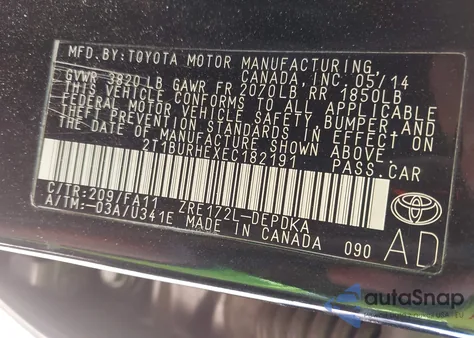 MFD.BY:TOYOTA MOTOR MANUFACTURING
CANADA,INC.05/14
GVWR 3820 LB GAWR FR 2070LB RR 1850LB
THIS VEHICLE CONFORMS TO ALL APPLICABLE
FEDERAL MOTOR VEHICLE SAFETY,BUMPER,AND
THEFT PREVENTION STANDARDS IN EFFECT ON
THE DATE OF MANUFACTURE SHOWN ABOVE.
2T1BURHEXEC182191 PASS.CAR
C/TR:209/FA11 ZRE172L-DEPDKA
A/TM:-03A/U341E MADE IN CANADA 090 AD
autoSnap